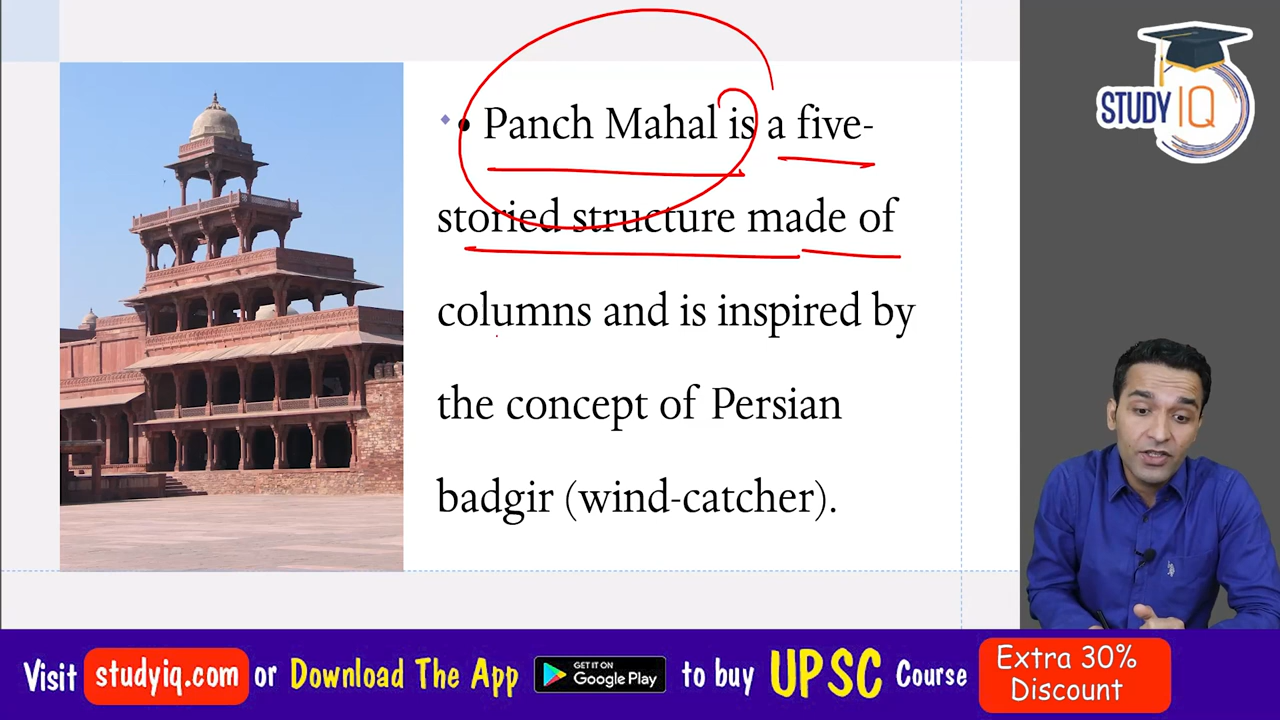 • Panch Mahal is a five-
storied structure made of
columns and is inspired by
the concept of Persian
badgir (wind-catcher).
STUDY IQ
Visit studyiq.com or Download The App GET IT ON Google Play to buy UPSC Course Extra 30% Discount